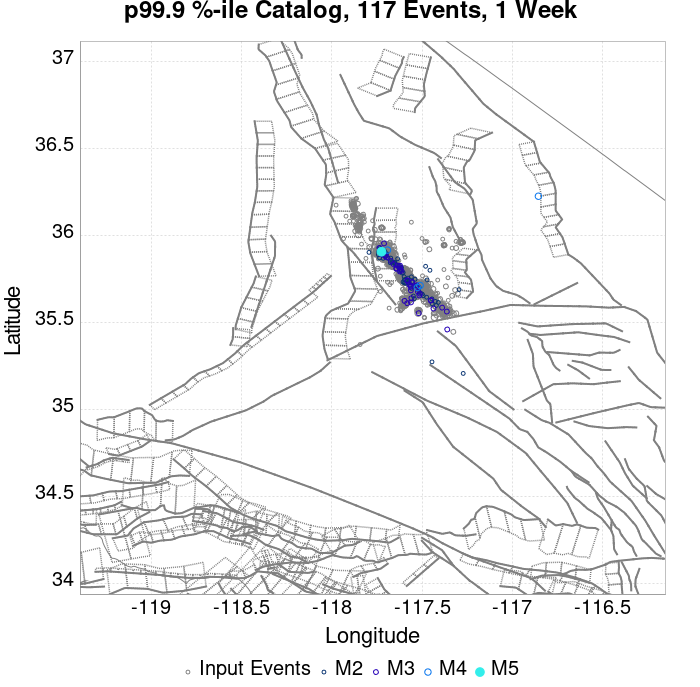 p99.9 %-ile Catalog, 117 Events, 1 Week
37
36.5
36
35.5
35
34.5
34
Latitude
-119 -118.5 -118 -117.5 -117 -116.5
Longitude
Input Events M2 M3 M4 M5